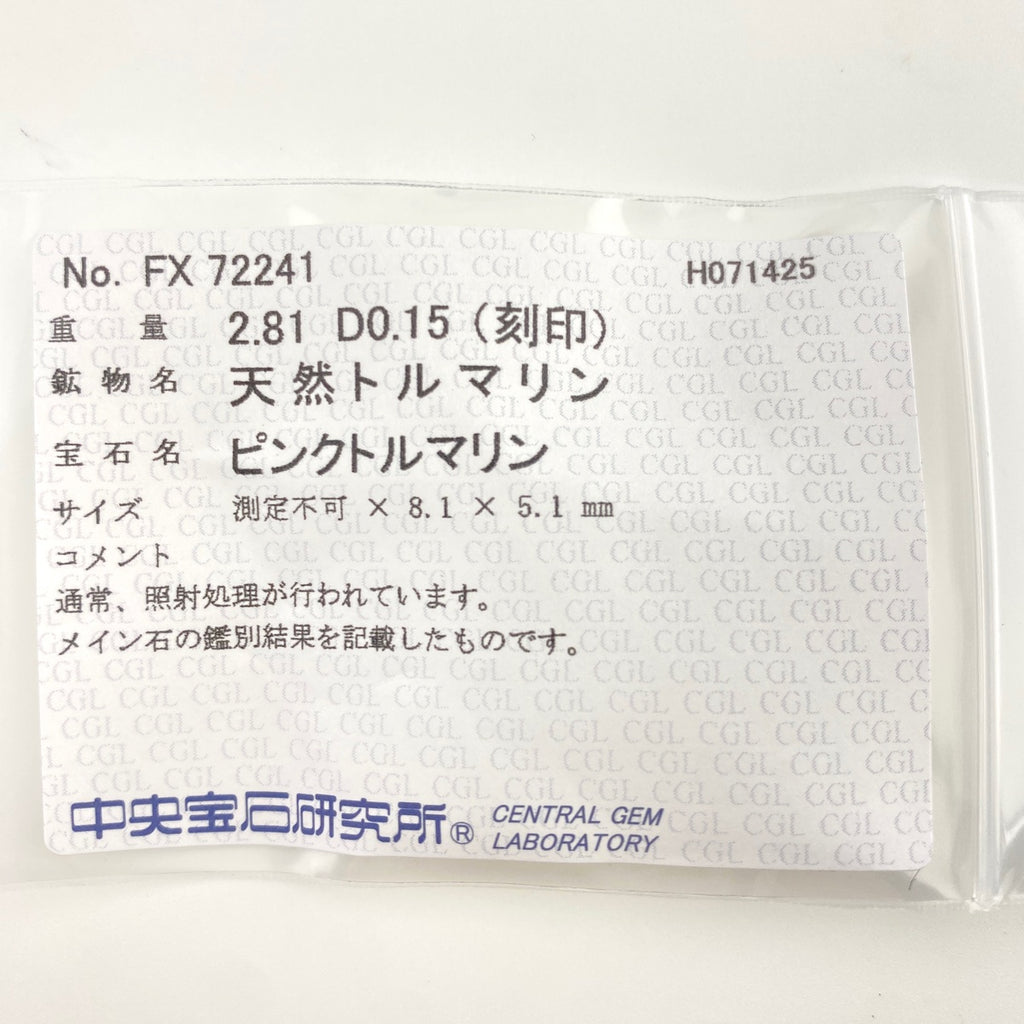 No. FX 72241 H071425
重量 2.81 D0.15 (刻印)
鉱物名 天然トルマリン
宝石名 ピンクトルマリン
サイズ 測定不可 × 8.1 × 5.1 mm
コメント
通常、照射処理が行われています。
メイン石の鑑別結果を記載したものです。
中央宝石研究所® CENTRAL GEM
LABORATORY